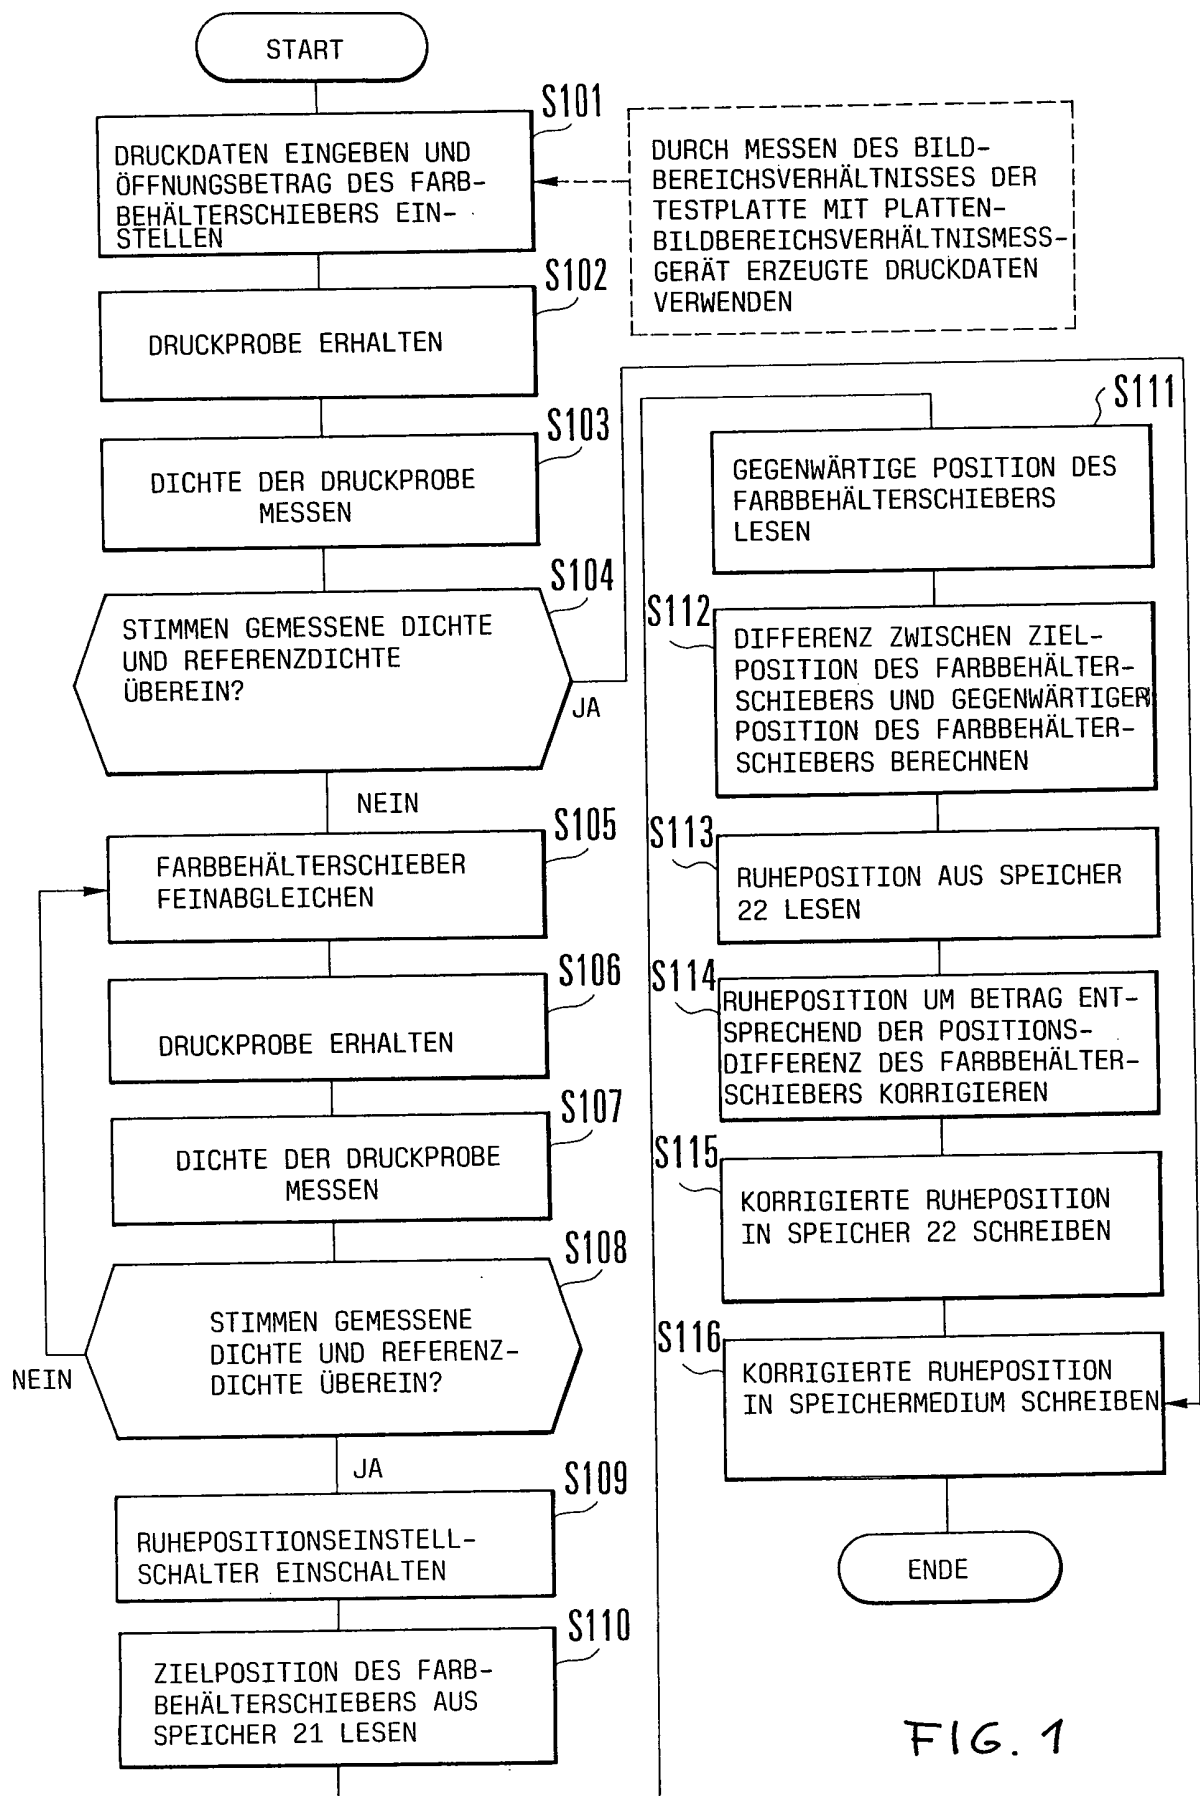 START
S101
DRUCKDATEN EINGEBEN UND
ÖFFNUNGSBETRAG DES FARB-
BEHÄLTERSCHIEBERS EIN-
STELLEN
DURCH MESSEN DES BILD-
BEREICHSVERHÄLTNISSES DER
TESTPLATTE MIT PLATTEN-
BILDBEREICHSVERHÄLTNISMESS-
GERÄT ERZEUGTE DRUCKDATEN
VERWENDEN
S102
DRUCKPROBE ERHALTEN
S103
DICHTE DER DRUCKPROBE
MESSEN
S104
STIMMEN GEMESSENE DICHTE
UND REFERENZDICHTE
ÜBEREIN?
JA
NEIN
S105
FARBBEHÄLTERSCHIEBER
FEINABGLEICHEN
S106
DRUCKPROBE ERHALTEN
S107
DICHTE DER DRUCKPROBE
MESSEN
S108
STIMMEN GEMESSENE
DICHTE UND REFERENZ-
DICHTE ÜBEREIN?
NEIN
JA
S109
RUHEPOSITIONSEINSTELL-
SCHALTER EINSCHALTEN
S110
ZIELPOSITION DES FARB-
BEHÄLTERSCHIEBERS AUS
SPEICHER 21 LESEN
S111
GEGENWÄRTIGE POSITION DES
FARBBEHÄLTERSCHIEBERS
LESEN
S112
DIFFERENZ ZWISCHEN ZIEL-
POSITION DES FARBBEHÄLTER-
SCHIEBERS UND GEGENWÄRTIGER
POSITION DES FARBBEHÄLTER-
SCHIEBERS BERECHNEN
S113
RUHEPOSITION AUS SPEICHER
22 LESEN
S114
RUHEPOSITION UM BETRAG ENT-
SPRECHEND DER POSITIONS-
DIFFERENZ DES FARBBEHÄLTER-
SCHIEBERS KORRIGIEREN
S115
KORRIGIERTE RUHEPOSITION
IN SPEICHER 22 SCHREIBEN
S116
KORRIGIERTE RUHEPOSITION
IN SPEICHERMEDIUM SCHREIBEN
ENDE
FIG. 1